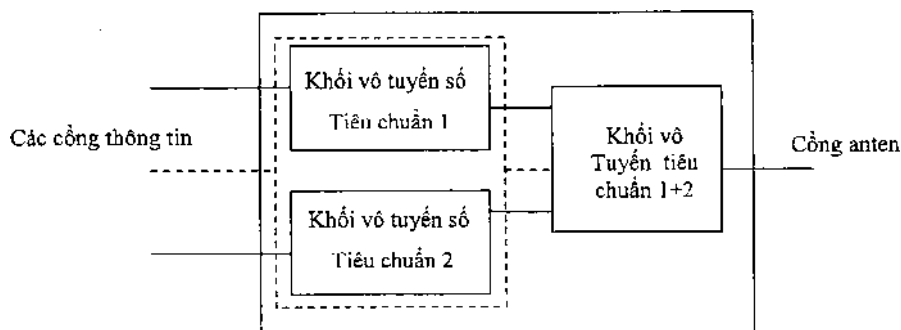 Khối vô tuyến số
Tiêu chuẩn 1
Các cổng thông tin
Khối vô
Tuyến tiêu
chuẩn 1+2
Cổng anten
Khối vô tuyến số
Tiêu chuẩn 2